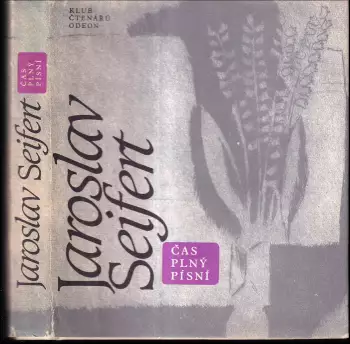 Jaroslav Seifert
ČAS
PLNÝ
PÍSNÍ
KLUB
ČTENÁŘŮ
ODEON
Jaroslav
Seifert
ČAS
PLNÝ
PÍSNÍ